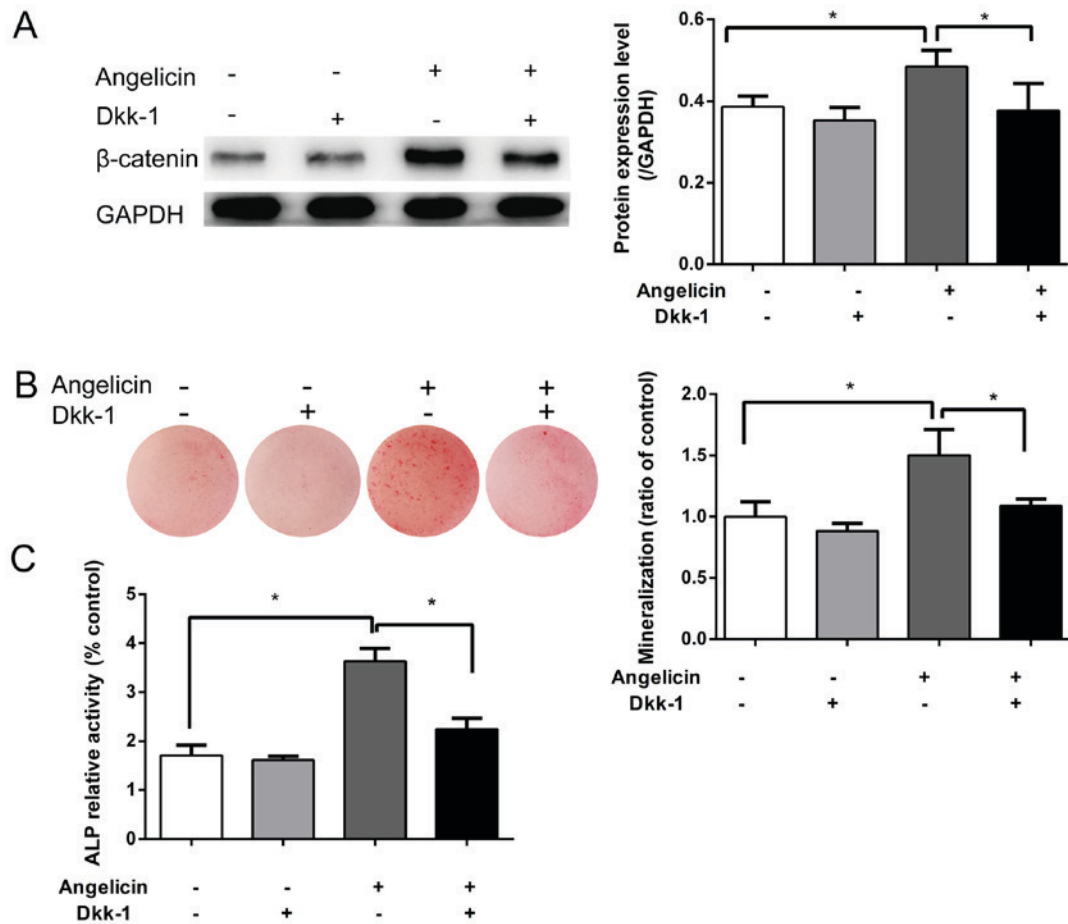 A
Angelicin - - + +
Dkk-1 - + - +
β-catenin
GAPDH
Protein expression level
(/GAPDH)
0.6
0.4
0.2
0.0
* *
Angelicin - - + +
Dkk-1 - + - +
B
Angelicin - - + +
Dkk-1 - + - +
Mineralization (ratio of control)
2.0
1.5
1.0
0.5
0.0
* *
Angelicin - - + +
Dkk-1 - + - +
C
ALP relative activity (% control)
5
4
3
2
1
0
* *
Angelicin - - + +
Dkk-1 - + - +